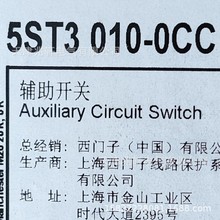 5ST3 010-0CC
辅助开关
Auxiliary Circuit Switch
总经销: 西门子（中国）有限公
生产商: 上海西门子线路保护系
有限公司
地 址: 上海市金山工业区
时代大道2395号